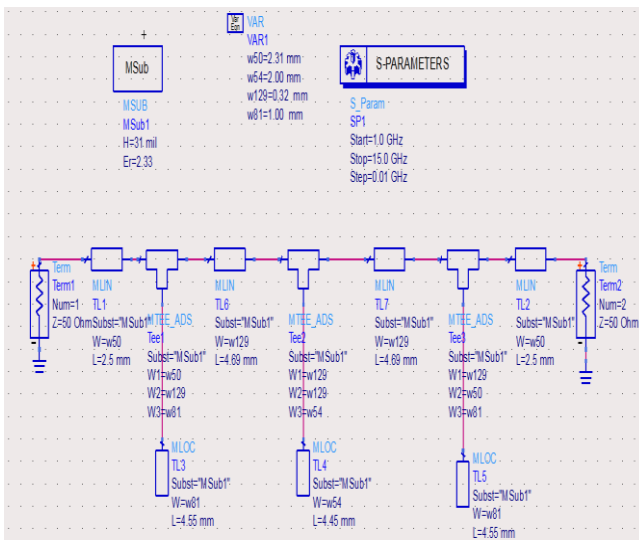 Var
Eqn
VAR
VAR1
w50=2.31 mm
w54=2.00 mm
w129=0.32 mm
w81=1.00 mm
MSub
MSUB
MSub1
H=31 mil
Er=2.33
S-PARAMETERS
S_Param
SP1
Start=1.0 GHz
Stop=15.0 GHz
Step=0.01 GHz
Term
Term1
Num=1
Z=50 Ohm
MLIN
TL1
Subst="MSub1"
W=w50
L=2.5 mm
MTEE_ADS
Tee1
Subst="MSub1"
W1=w50
W2=w129
W3=w81
MLIN
TL6
Subst="MSub1"
W=w129
L=4.69 mm
MTEE_ADS
Tee2
Subst="MSub1"
W1=w129
W2=w129
W3=w54
MLIN
TL7
Subst="MSub1"
W=w129
L=4.69 mm
MTEE_ADS
Tee3
Subst="MSub1"
W1=w129
W2=w50
W3=w81
MLIN
TL2
Subst="MSub1"
W=w50
L=2.5 mm
Term
Term2
Num=2
Z=50 Ohm
MLOC
TL3
Subst="MSub1"
W=w81
L=4.55 mm
MLOC
TL4
Subst="MSub1"
W=w54
L=4.45 mm
MLOC
TL5
Subst="MSub1"
W=w81
L=4.55 mm